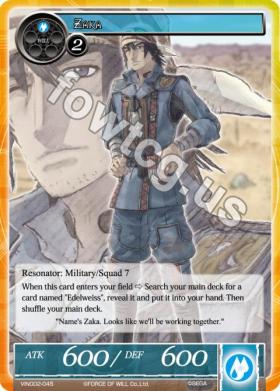 ZAKA
WILL
2
fowtcg.us
Resonator: Military/Squad 7
When this card enters your field ⇨ Search your main deck for a
card named "Edelweiss", reveal it and put it into your hand. Then
shuffle your main deck.
"Name's Zaka. Looks like we'll be working together."
ATK 600/ DEF 600
VIN002-045 ©FORCE OF WILL Co.,Ltd. ©SEGA